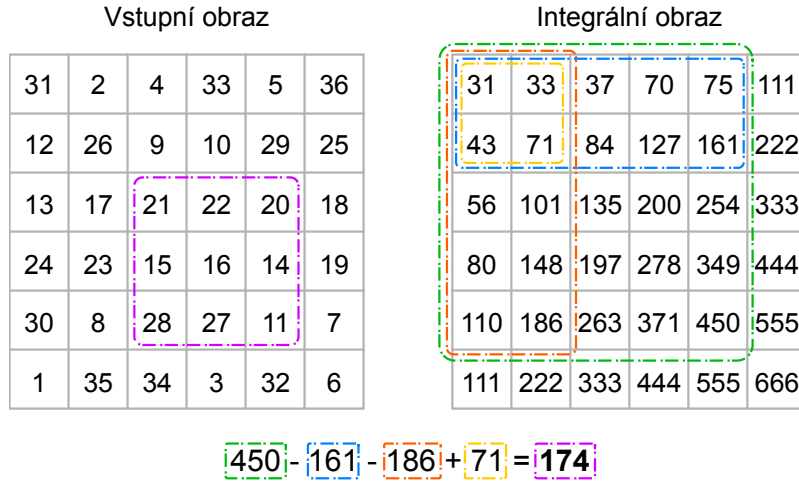 Vstupní obraz Integrální obraz
31 2 4 33 5 36 31 33 37 70 75 111
12 26 9 10 29 25 43 71 84 127 161 222
13 17 21 22 20 18 56 101 135 200 254 333
24 23 15 16 14 19 80 148 197 278 349 444
30 8 28 27 11 7 110 186 263 371 450 555
1 35 34 3 32 6 111 222 333 444 555 666
450 - 161 - 186 + 71 = 174